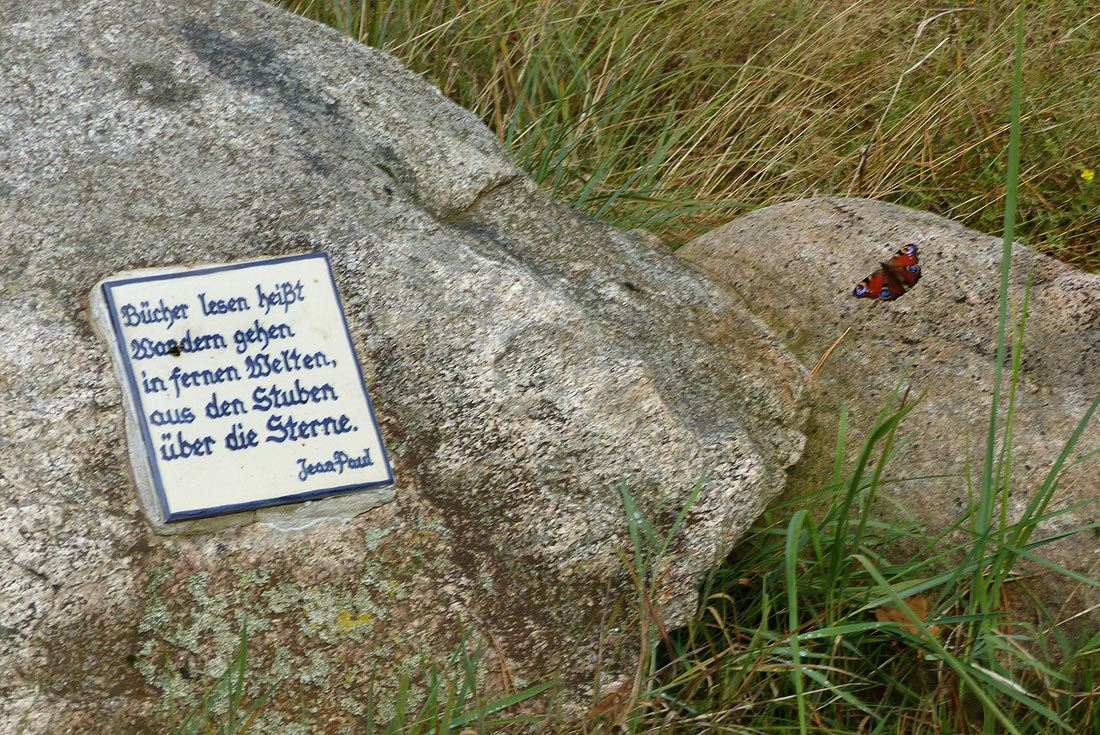 Bücher lesen heißt
Wandern gehen
in fernen Welten,
aus den Stuben
über die Sterne.
Jean Paul